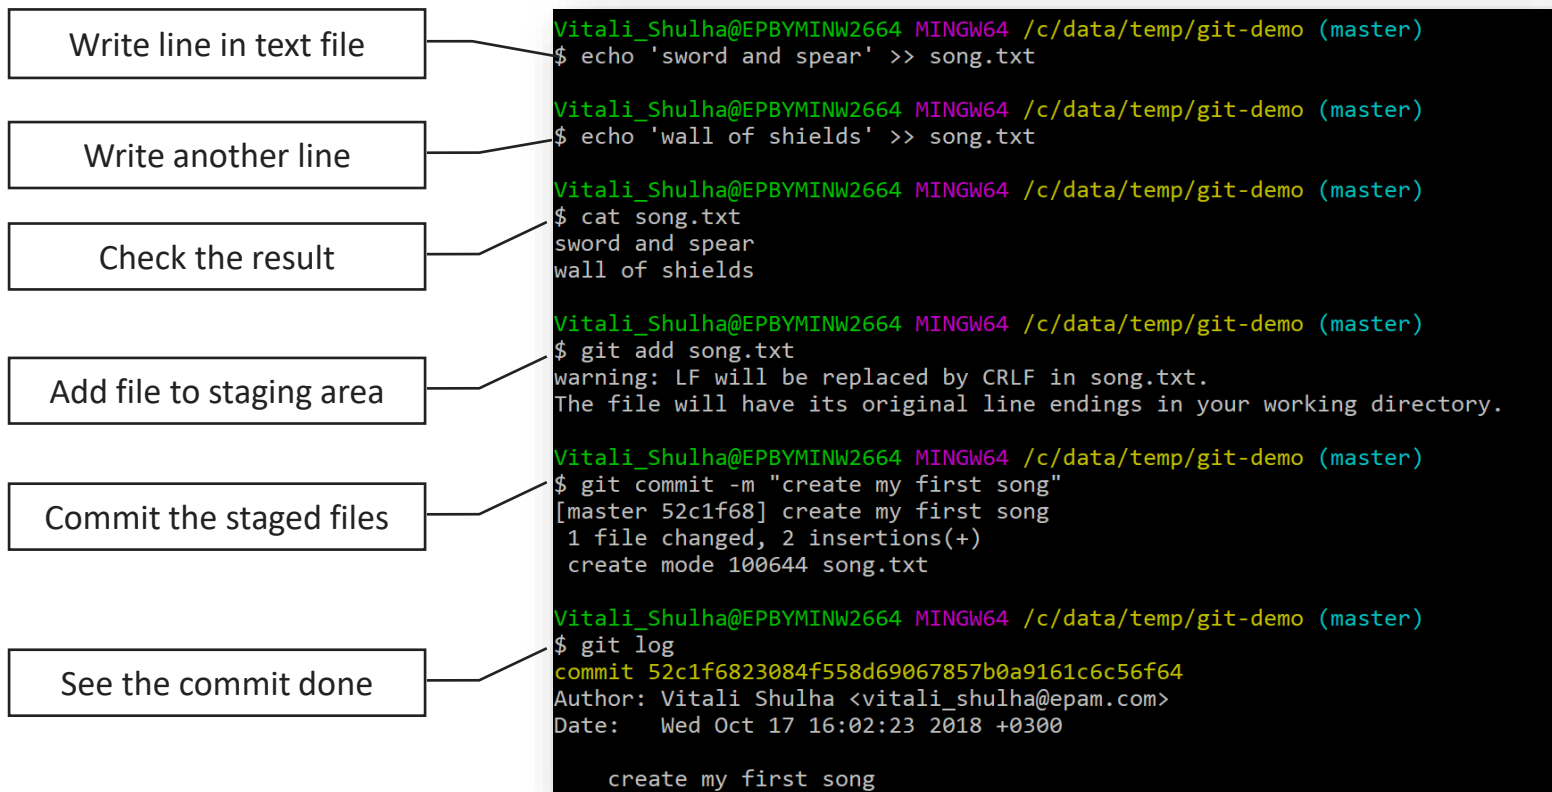 Write line in text file
Write another line
Check the result
Add file to staging area
Commit the staged files
See the commit done
Vitali_Shulha@EPBYMINW2664 MINGW64 /c/data/temp/git-demo (master)
$ echo 'sword and spear' >> song.txt
Vitali_Shulha@EPBYMINW2664 MINGW64 /c/data/temp/git-demo (master)
$ echo 'wall of shields' >> song.txt
Vitali_Shulha@EPBYMINW2664 MINGW64 /c/data/temp/git-demo (master)
$ cat song.txt
sword and spear
wall of shields
Vitali_Shulha@EPBYMINW2664 MINGW64 /c/data/temp/git-demo (master)
$ git add song.txt
warning: LF will be replaced by CRLF in song.txt.
The file will have its original line endings in your working directory.
Vitali_Shulha@EPBYMINW2664 MINGW64 /c/data/temp/git-demo (master)
$ git commit -m "create my first song"
[master 52c1f68] create my first song
 1 file changed, 2 insertions(+)
 create mode 100644 song.txt
Vitali_Shulha@EPBYMINW2664 MINGW64 /c/data/temp/git-demo (master)
$ git log
commit 52c1f6823084f558d69067857b0a9161c6c56f64
Author: Vitali Shulha <vitali_shulha@epam.com>
Date:   Wed Oct 17 16:02:23 2018 +0300
    create my first song